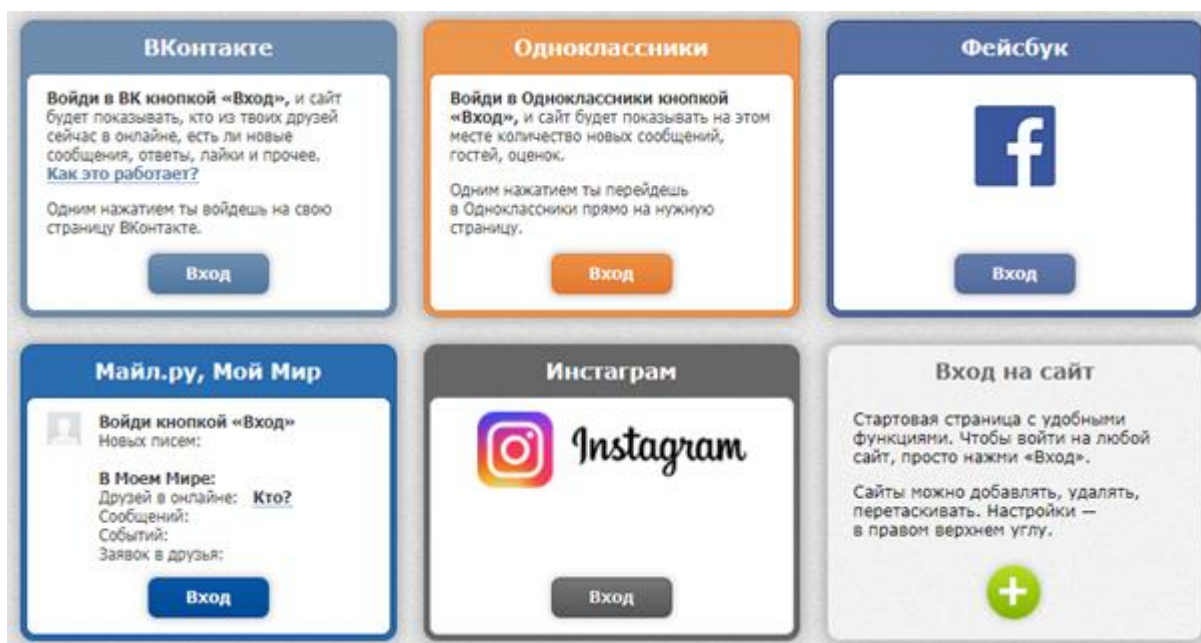 ВКонтакте
Войди в ВК кнопкой «Вход», и сайт
будет показывать, кто из твоих друзей
сейчас в онлайне, есть ли новые
сообщения, ответы, лайки и прочее.
Как это работает?
Одним нажатием ты войдешь на свою
страницу ВКонтакте.
Вход
Одноклассники
Войди в Одноклассники кнопкой
«Вход», и сайт будет показывать на этом
месте количество новых сообщений,
гостей, оценок.
Одним нажатием ты перейдешь
в Одноклассники прямо на нужную
страницу.
Вход
Фейсбук
Вход
Майл.ру, Мой Мир
Войди кнопкой «Вход»
Новых писем:
В Моем Мире:
Друзей в онлайне: Кто?
Сообщений:
Событий:
Заявок в друзья:
Вход
Инстаграм
Instagram
Вход
Вход на сайт
Стартовая страница с удобными
функциями. Чтобы войти на любой
сайт, просто нажми «Вход».
Сайты можно добавлять, удалять,
перетаскивать. Настройки —
в правом верхнем углу.